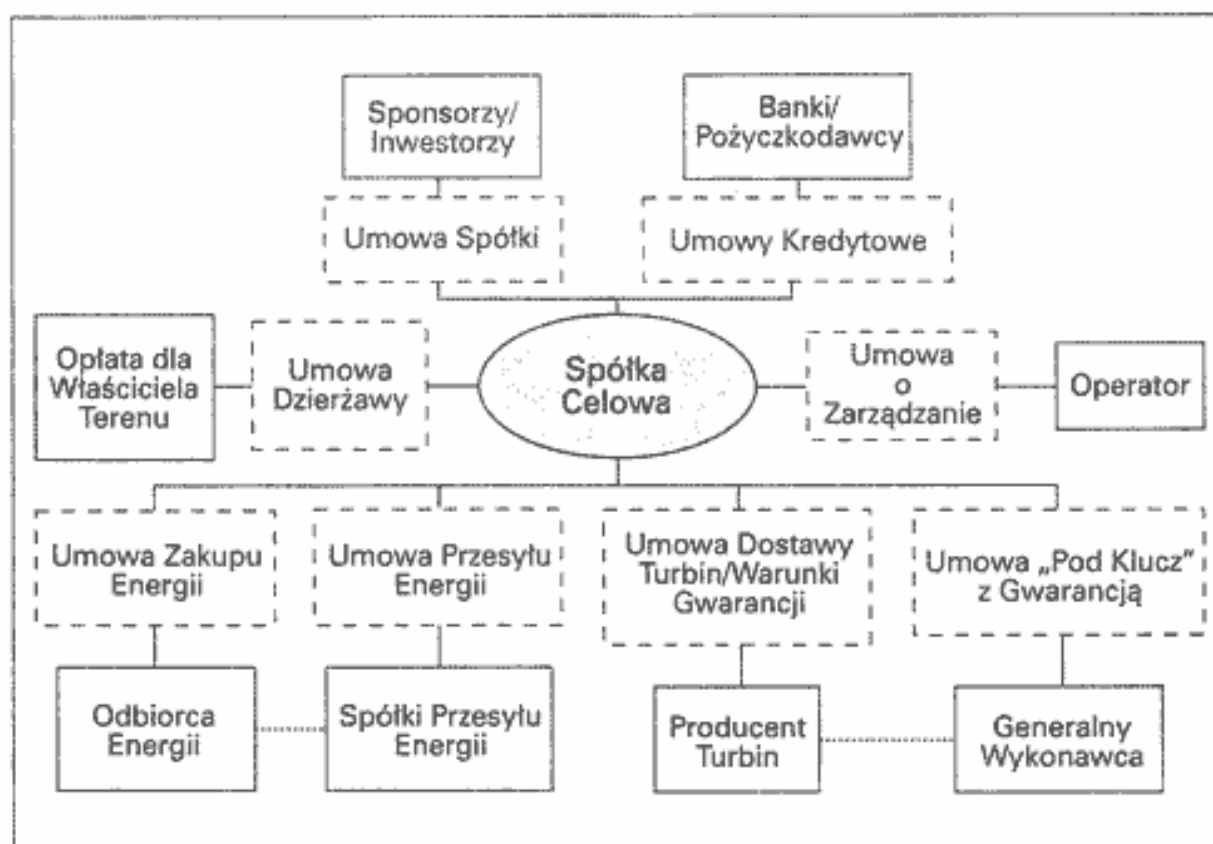 Sponsorzy/
Inwestorzy
Banki/
Pożyczkodawcy
Umowa Spółki
Umowy Kredytowe
Opłata dla
Właściciela
Terenu
Umowa
Dzierżawy
Spółka
Celowa
Umowa
o
Zarządzanie
Operator
Umowa Zakupu
Energii
Umowa Przesyłu
Energii
Umowa Dostawy
Turbin/Warunki
Gwarancji
Umowa „Pod Klucz”
z Gwarancją
Odbiorca
Energii
Spółki Przesyłu
Energii
Producent
Turbin
Generalny
Wykonawca